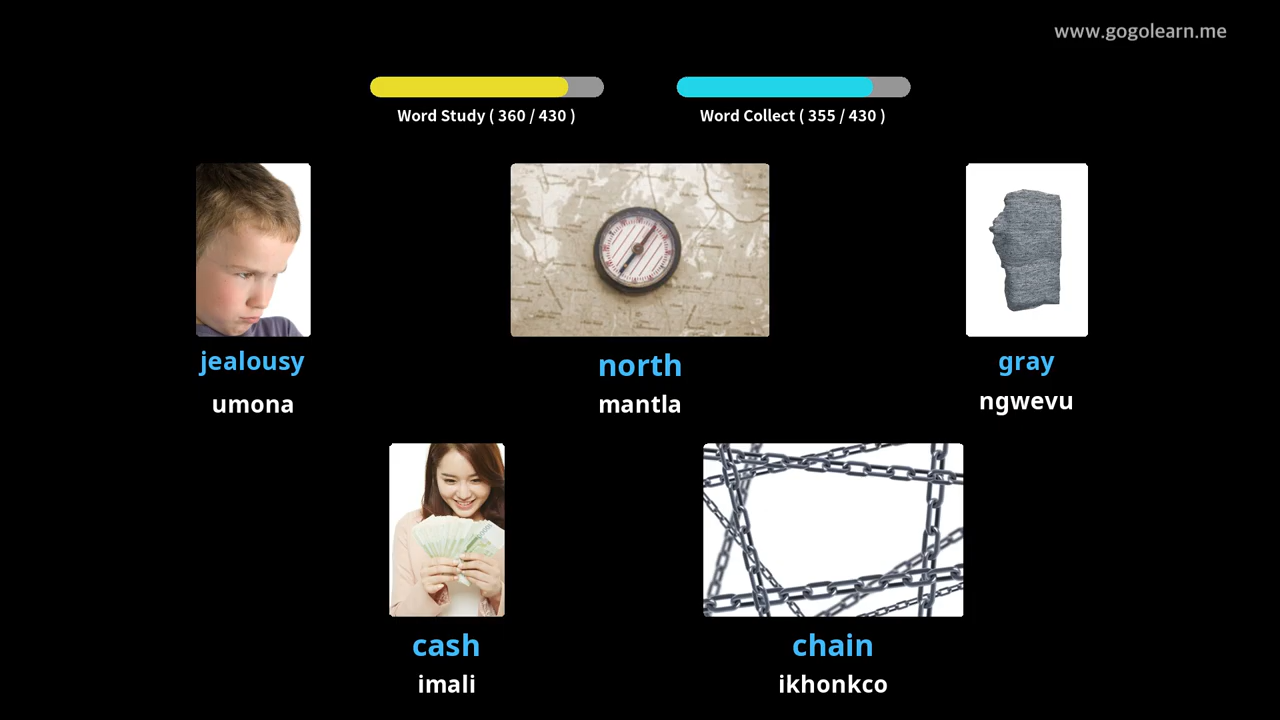 www.gogolearn.me
Word Study ( 360 / 430 )
Word Collect ( 355 / 430 )
jealousy
umona
north
mantla
gray
ngwevu
cash
imali
chain
ikhonkco